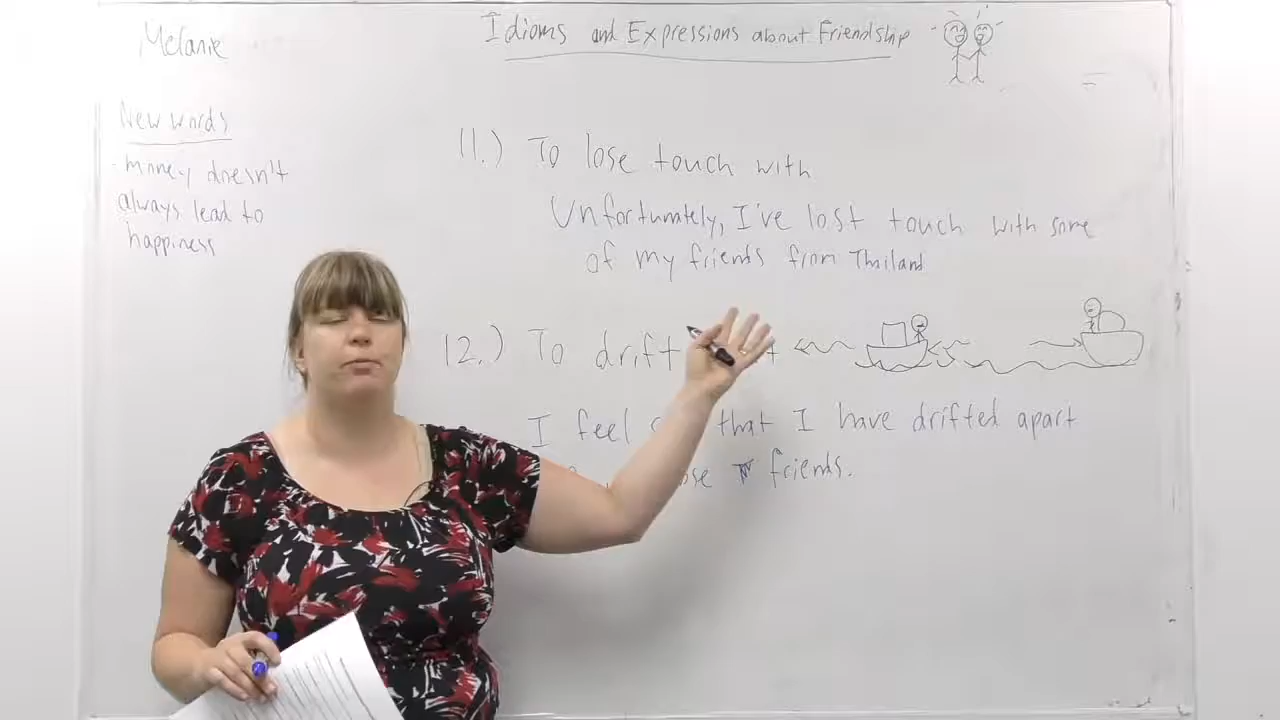 Melanie
Idioms and Expressions about Friendship
New words
- money doesn't
always lead to
happiness
11.) To lose touch with
Unfortunately, I've lost touch with some
of my friends from Thailand
12.) To drift
I feel that I have drifted apart
friends.